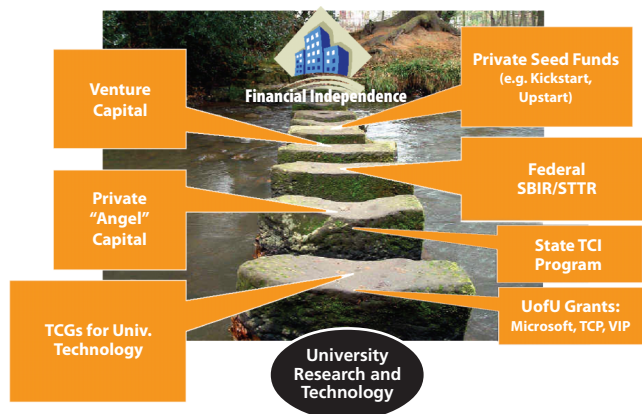 Financial Independence
Venture
Capital
Private Seed Funds
(e.g. Kickstart,
Upstart)
Private
“Angel”
Capital
Federal
SBIR/STTR
State TCI
Program
TCGs for Univ.
Technology
UofU Grants:
Microsoft, TCP, VIP
University
Research and
Technology